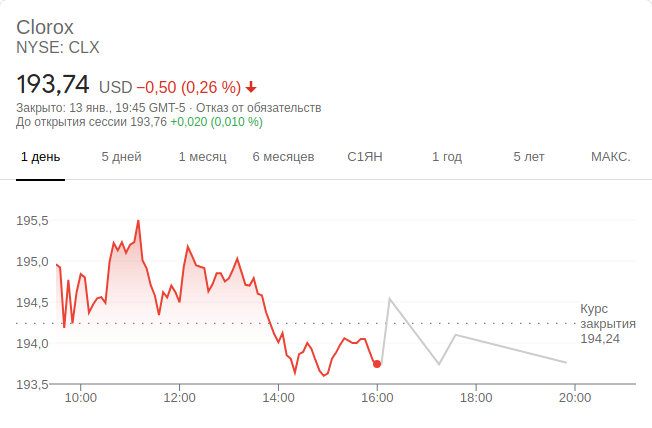 Clorox
NYSE: CLX
193,74 USD −0,50 (0,26 %)
Закрыто: 13 янв., 19:45 GMT-5 · Отказ от обязательств
До открытия сессии 193,76 +0,020 (0,010 %)
1 день 5 дней 1 месяц 6 месяцев С1ЯН 1 год 5 лет МАКС.
195,5
195,0
194,5
Курс
закрытия
194,24
194,0
193,5
10:00 12:00 14:00 16:00 18:00 20:00